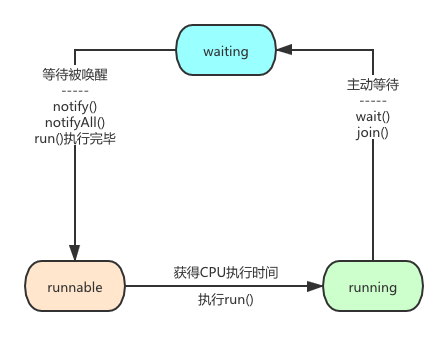 waiting
等待被唤醒
-----
notify()
notifyAll()
run()执行完毕
主动等待
-----
wait()
join()
runnable
获得CPU执行时间
执行run()
running